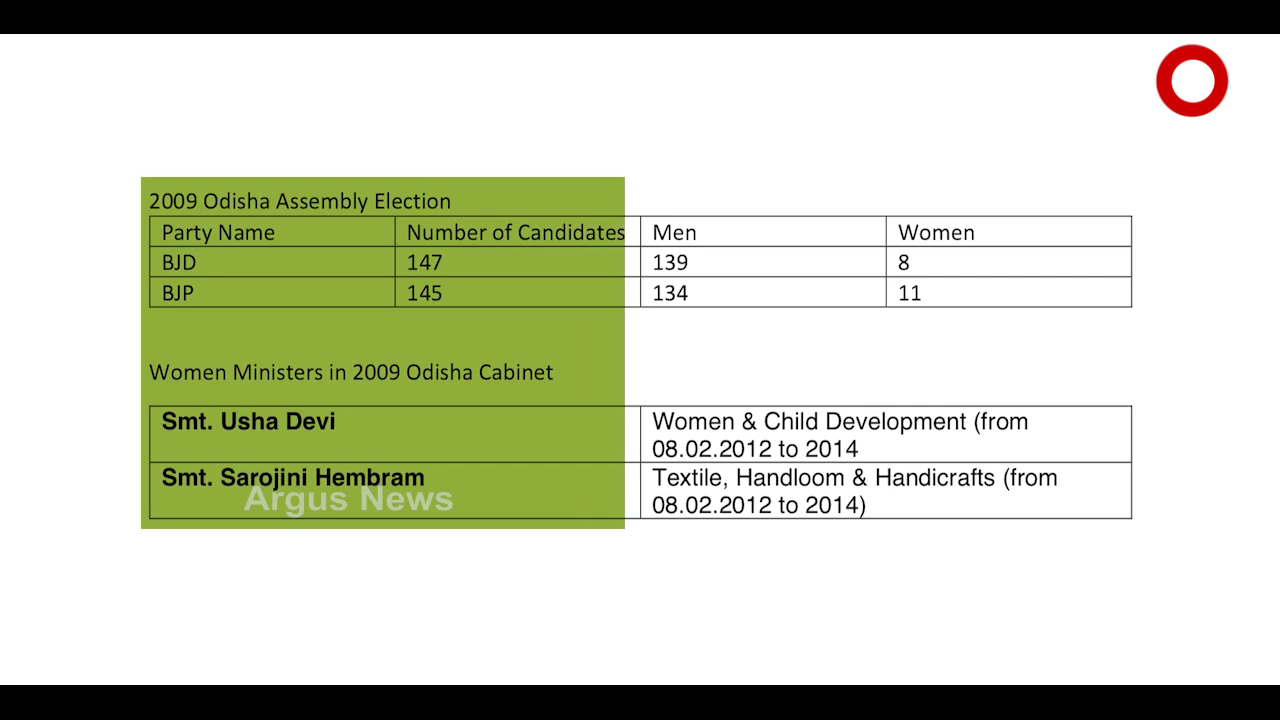 2009 Odisha Assembly Election
Party Name Number of Candidates Men Women
BJD 147 139 8
BJP 145 134 11
Women Ministers in 2009 Odisha Cabinet
Smt. Usha Devi Women & Child Development (from
08.02.2012 to 2014
Smt. Sarojini Hembram Textile, Handloom & Handicrafts (from
08.02.2012 to 2014)
Argus News